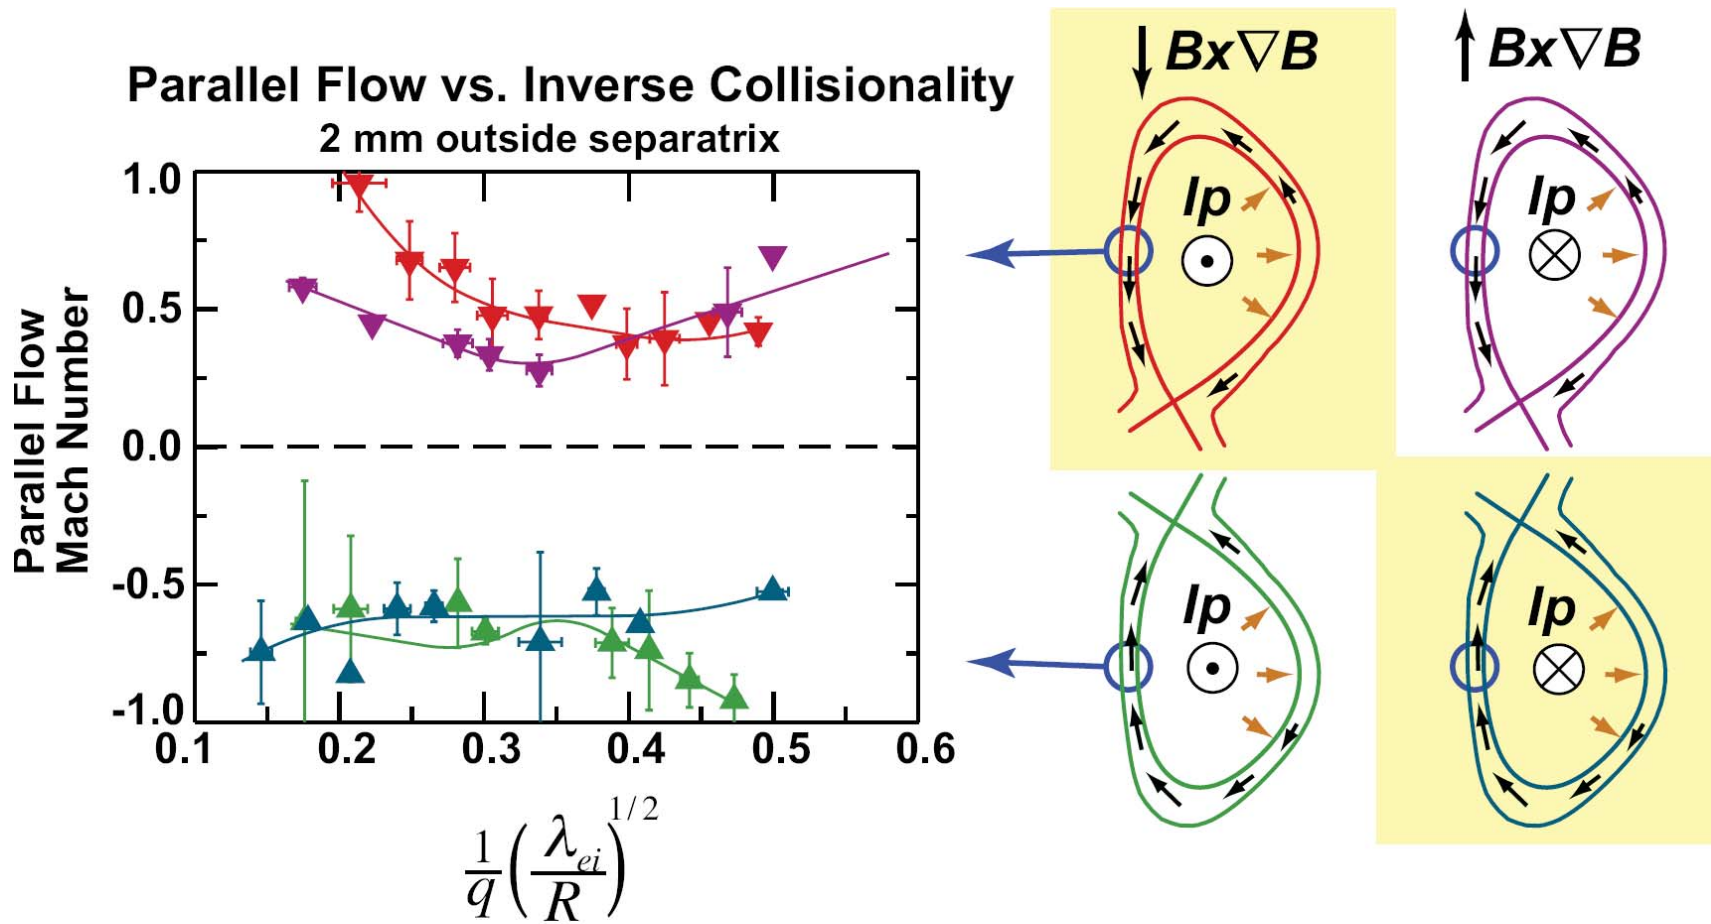 Parallel Flow vs. Inverse Collisionality
2 mm outside separatrix
Parallel Flow
Mach Number
1.0
0.5
0.0
-0.5
-1.0
0.1 0.2 0.3 0.4 0.5 0.6
1/q (λei/R)^1/2
Bx∇B
Bx∇B
Ip
Ip
Ip
Ip